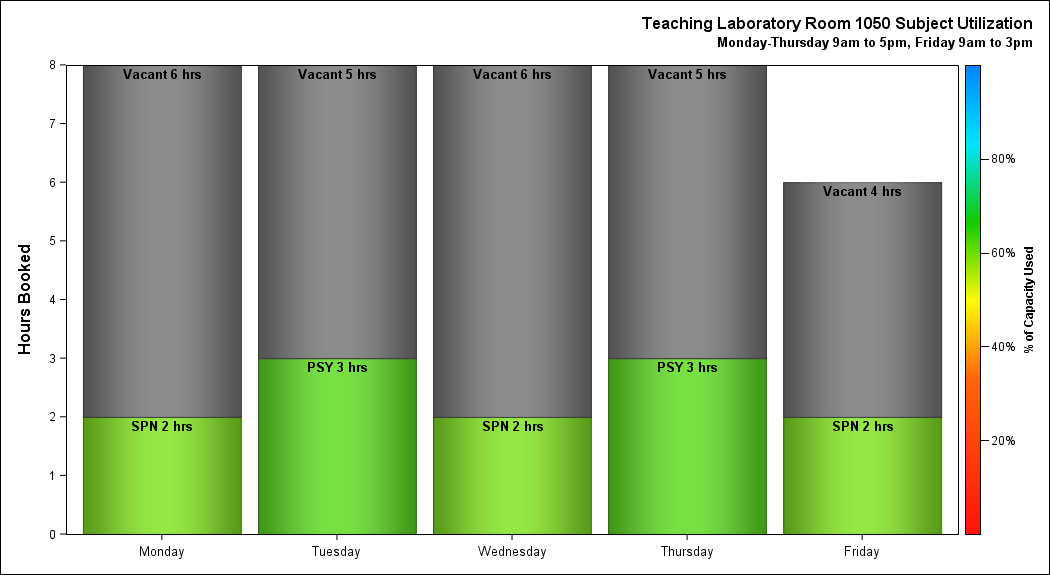 Teaching Laboratory Room 1050 Subject Utilization
Monday-Thursday 9am to 5pm, Friday 9am to 3pm
Hours Booked
8
7
6
5
4
3
2
1
0
Vacant 6 hrs
SPN 2 hrs
Monday
Vacant 5 hrs
PSY 3 hrs
Tuesday
Vacant 6 hrs
SPN 2 hrs
Wednesday
Vacant 5 hrs
PSY 3 hrs
Thursday
Vacant 4 hrs
SPN 2 hrs
Friday
80%
60%
40%
20%
% of Capacity Used